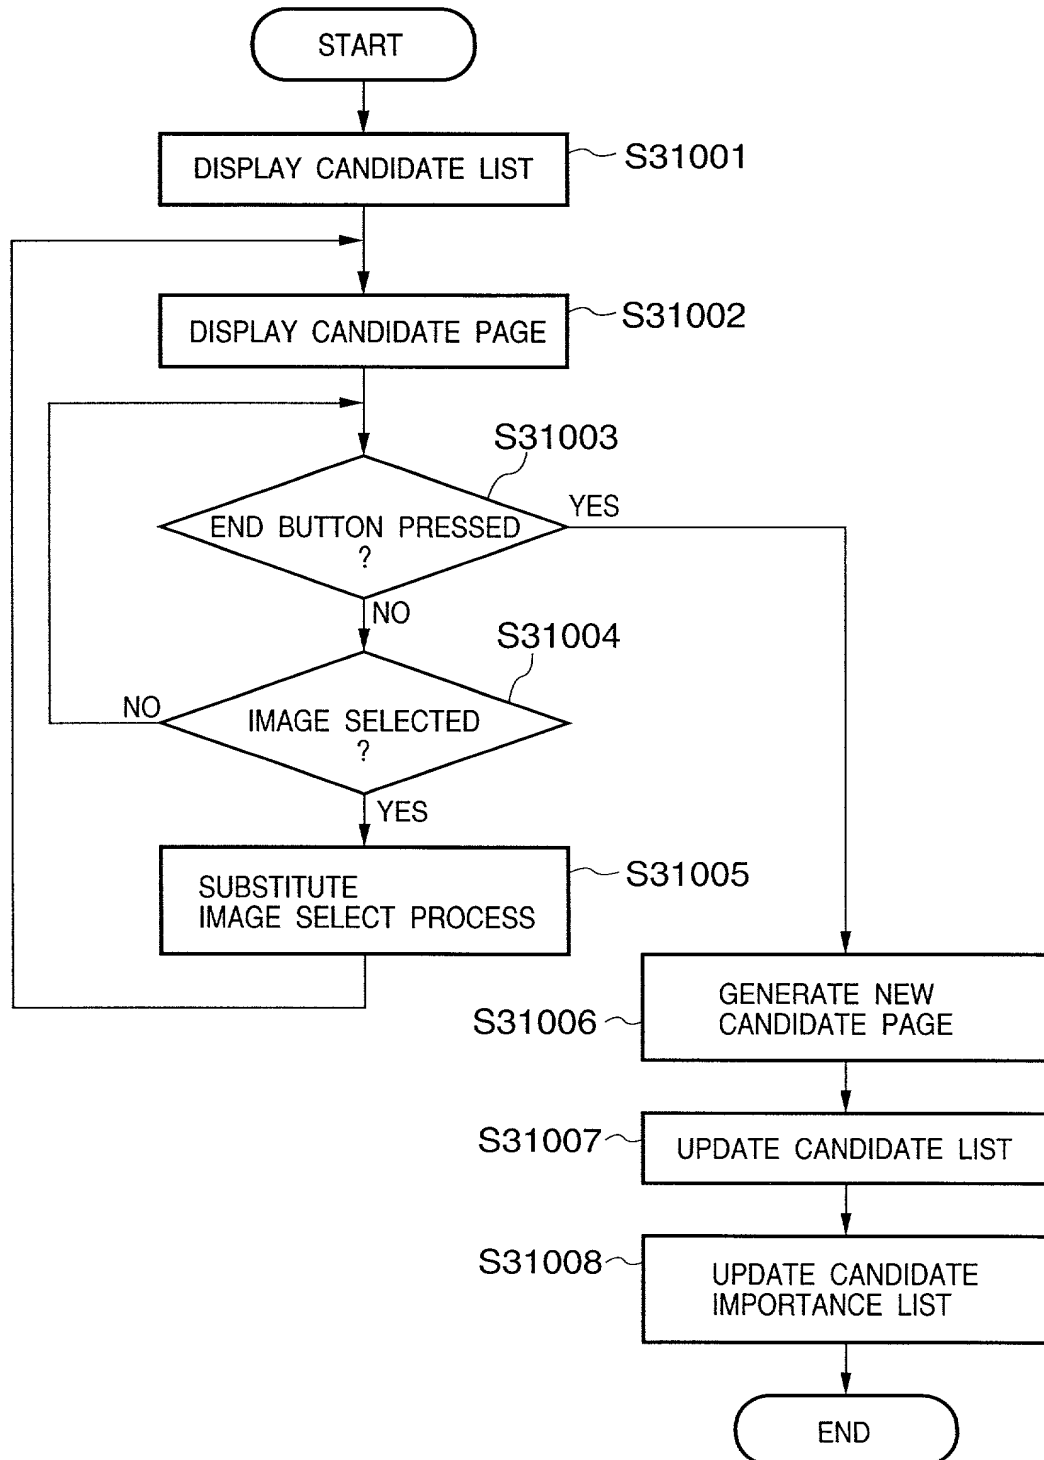 START
DISPLAY CANDIDATE LIST
S31001
DISPLAY CANDIDATE PAGE
S31002
S31003
END BUTTON PRESSED
?
YES
NO
S31004
IMAGE SELECTED
?
NO
YES
SUBSTITUTE
IMAGE SELECT PROCESS
S31005
GENERATE NEW
CANDIDATE PAGE
S31006
UPDATE CANDIDATE LIST
S31007
UPDATE CANDIDATE
IMPORTANCE LIST
S31008
END